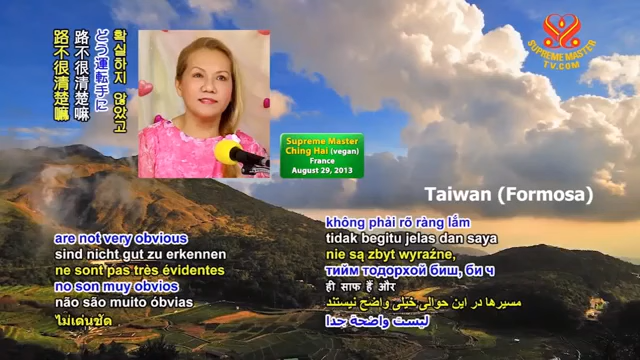 확실하지 않았고
どう運転手に
路不很清楚嘛
路不很清楚嘛
SUPREME MASTER
TV.COM
Supreme Master
Ching Hai (vegan)
France
August 29, 2013
Taiwan (Formosa)
are not very obvious
sind nicht gut zu erkennen
ne sont pas très évidentes
no son muy obvios
não são muito óbvias
ไม่เด่นชัด
không phải rõ ràng lắm
tidak begitu jelas dan saya
nie są zbyt wyraźne,
тийм тодорхой биш, би ч
ही साफ हैं और
مسیرها در این حوالی خیلی واضح نیستند
ليست واضحة جدا